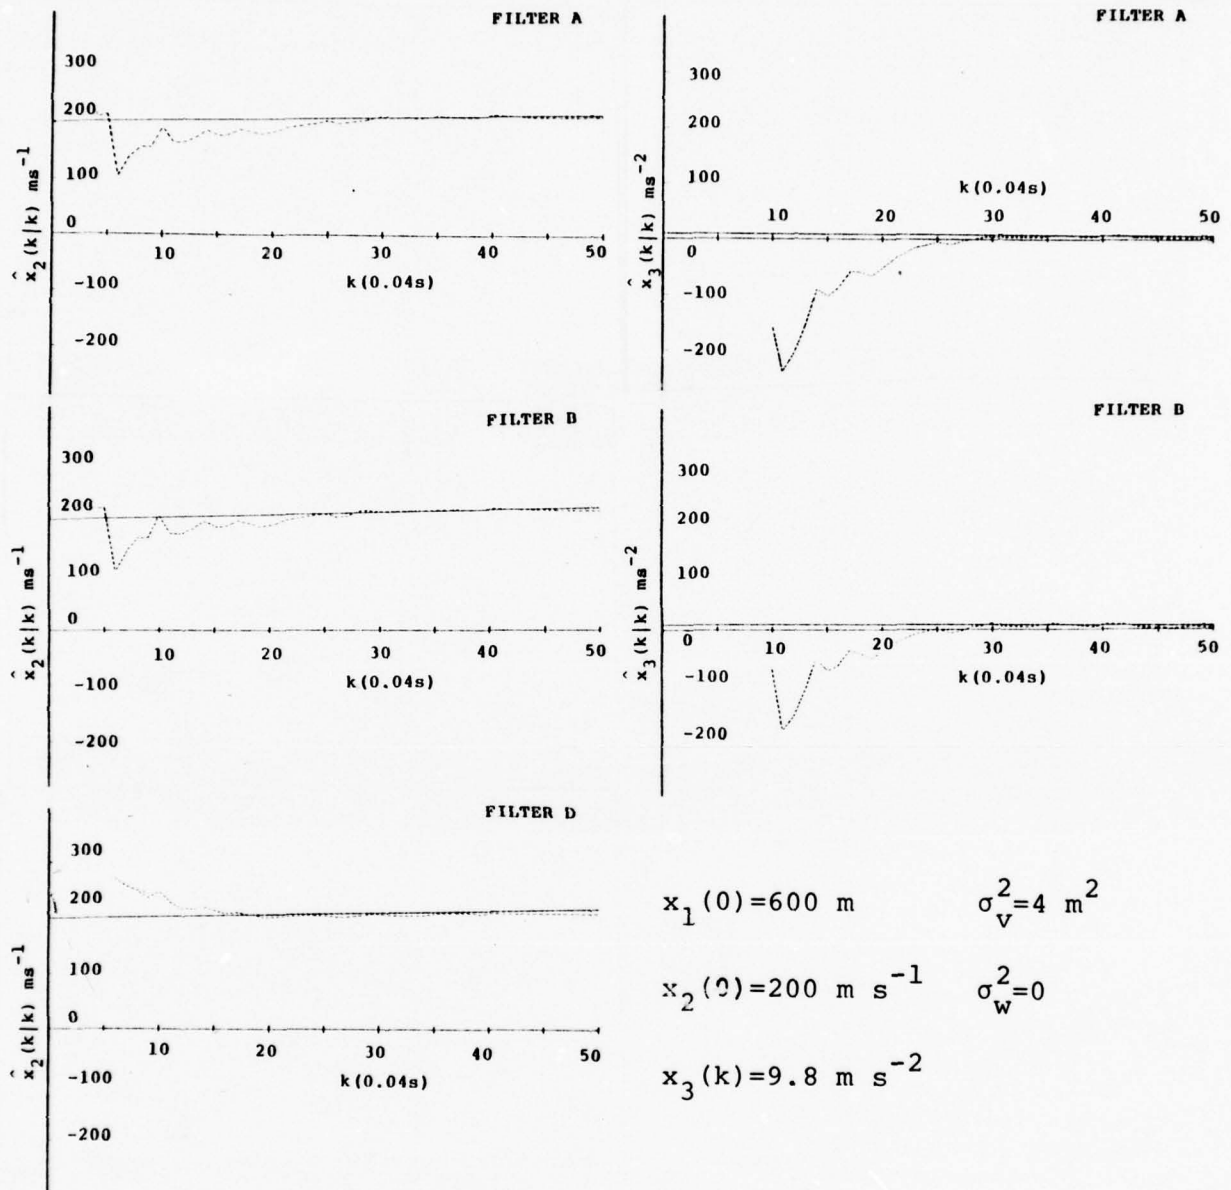 FILTER A
300
200
100
0
-100
-200
10 20 30 40 50
k(0.04s)
x̂₂(k|k) ms⁻¹
FILTER A
300
200
100
0
-100
-200
k(0.04s)
10 20 30 40 50
x̂₃(k|k) ms⁻²
FILTER B
300
200
100
0
-100
-200
10 20 30 40 50
k(0.04s)
x̂₂(k|k) ms⁻¹
FILTER B
300
200
100
0
-100
-200
10 20 30 40 50
k(0.04s)
x̂₃(k|k) ms⁻²
FILTER D
300
200
100
0
-100
-200
10 20 30 40 50
k(0.04s)
x̂₂(k|k) ms⁻¹
x₁(0)=600 m σ²ᵥ=4 m²
x₂(0)=200 m s⁻¹ σ²w=0
x₃(k)=9.8 m s⁻²